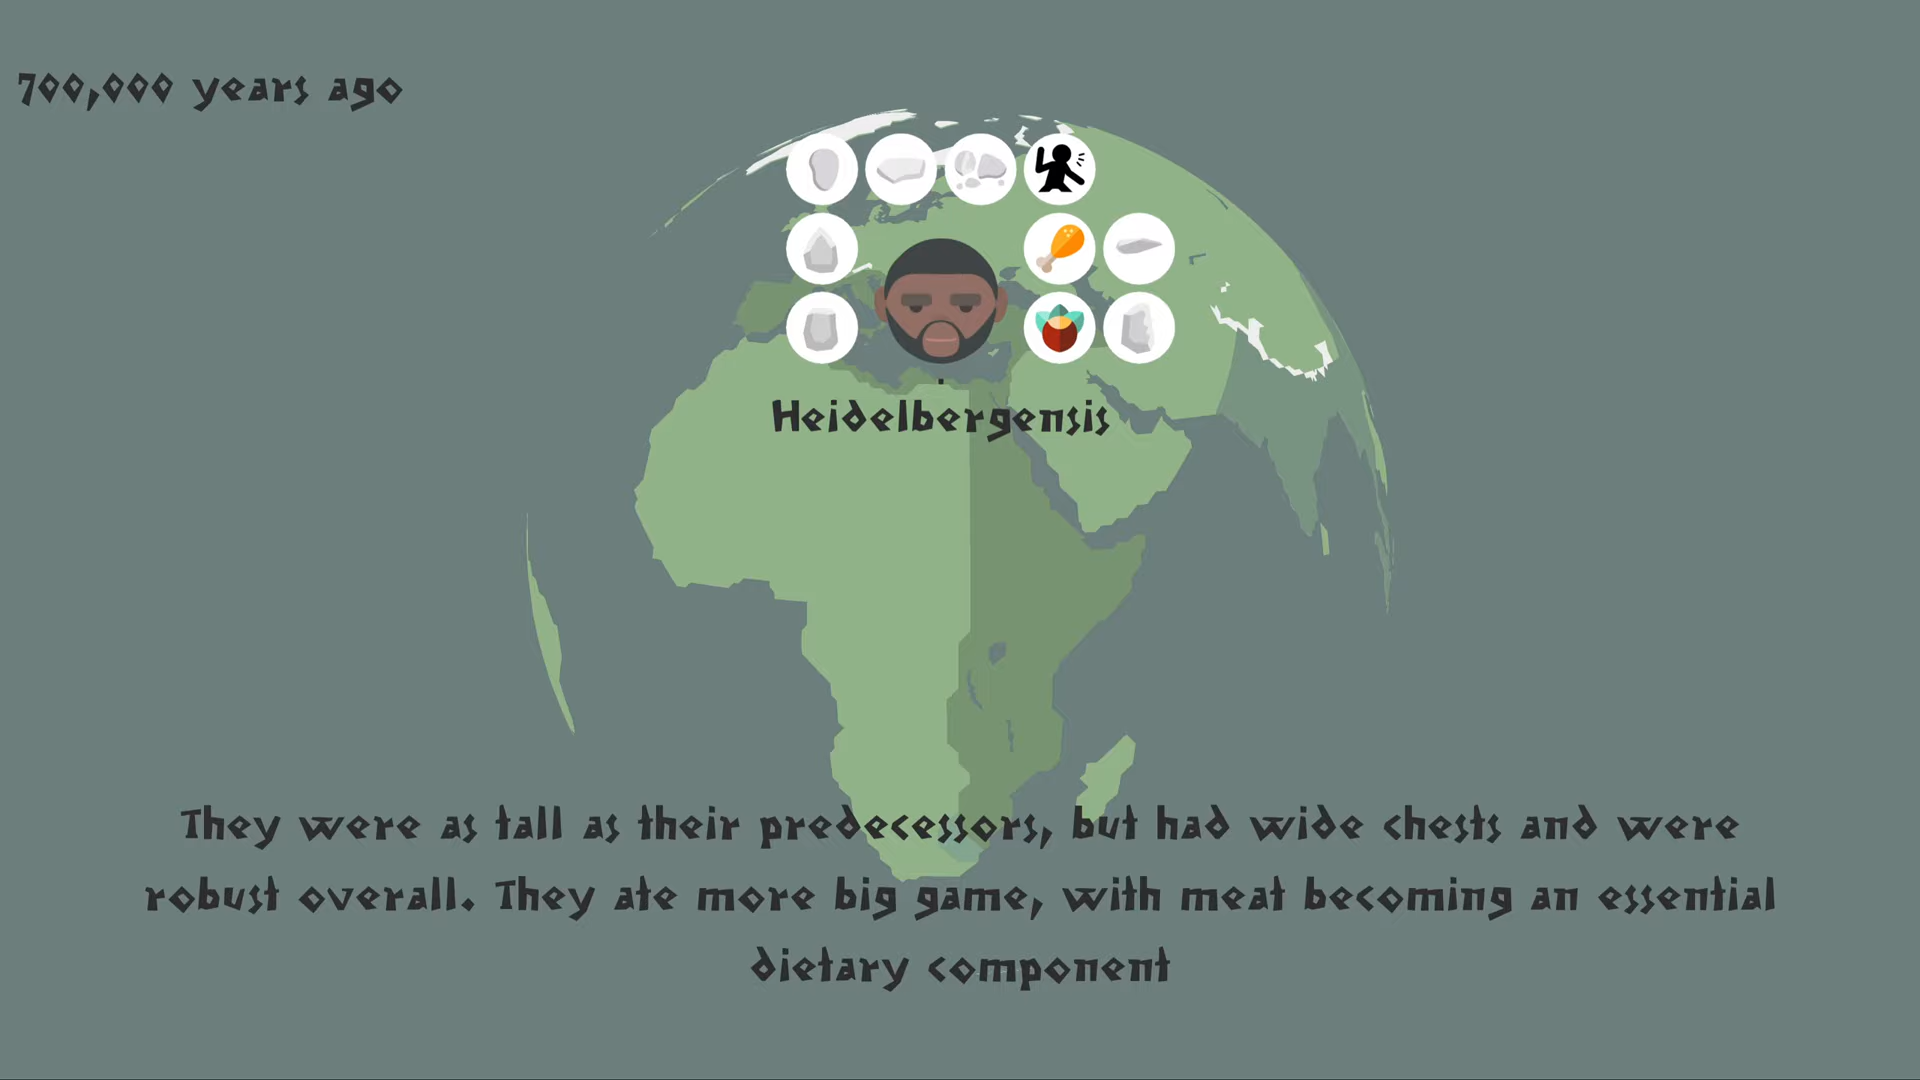 700,000 years ago
Heidelbergensis
They were as tall as their predecessors, but had wide chests and were
robust overall. They ate more big game, with meat becoming an essential
dietary component